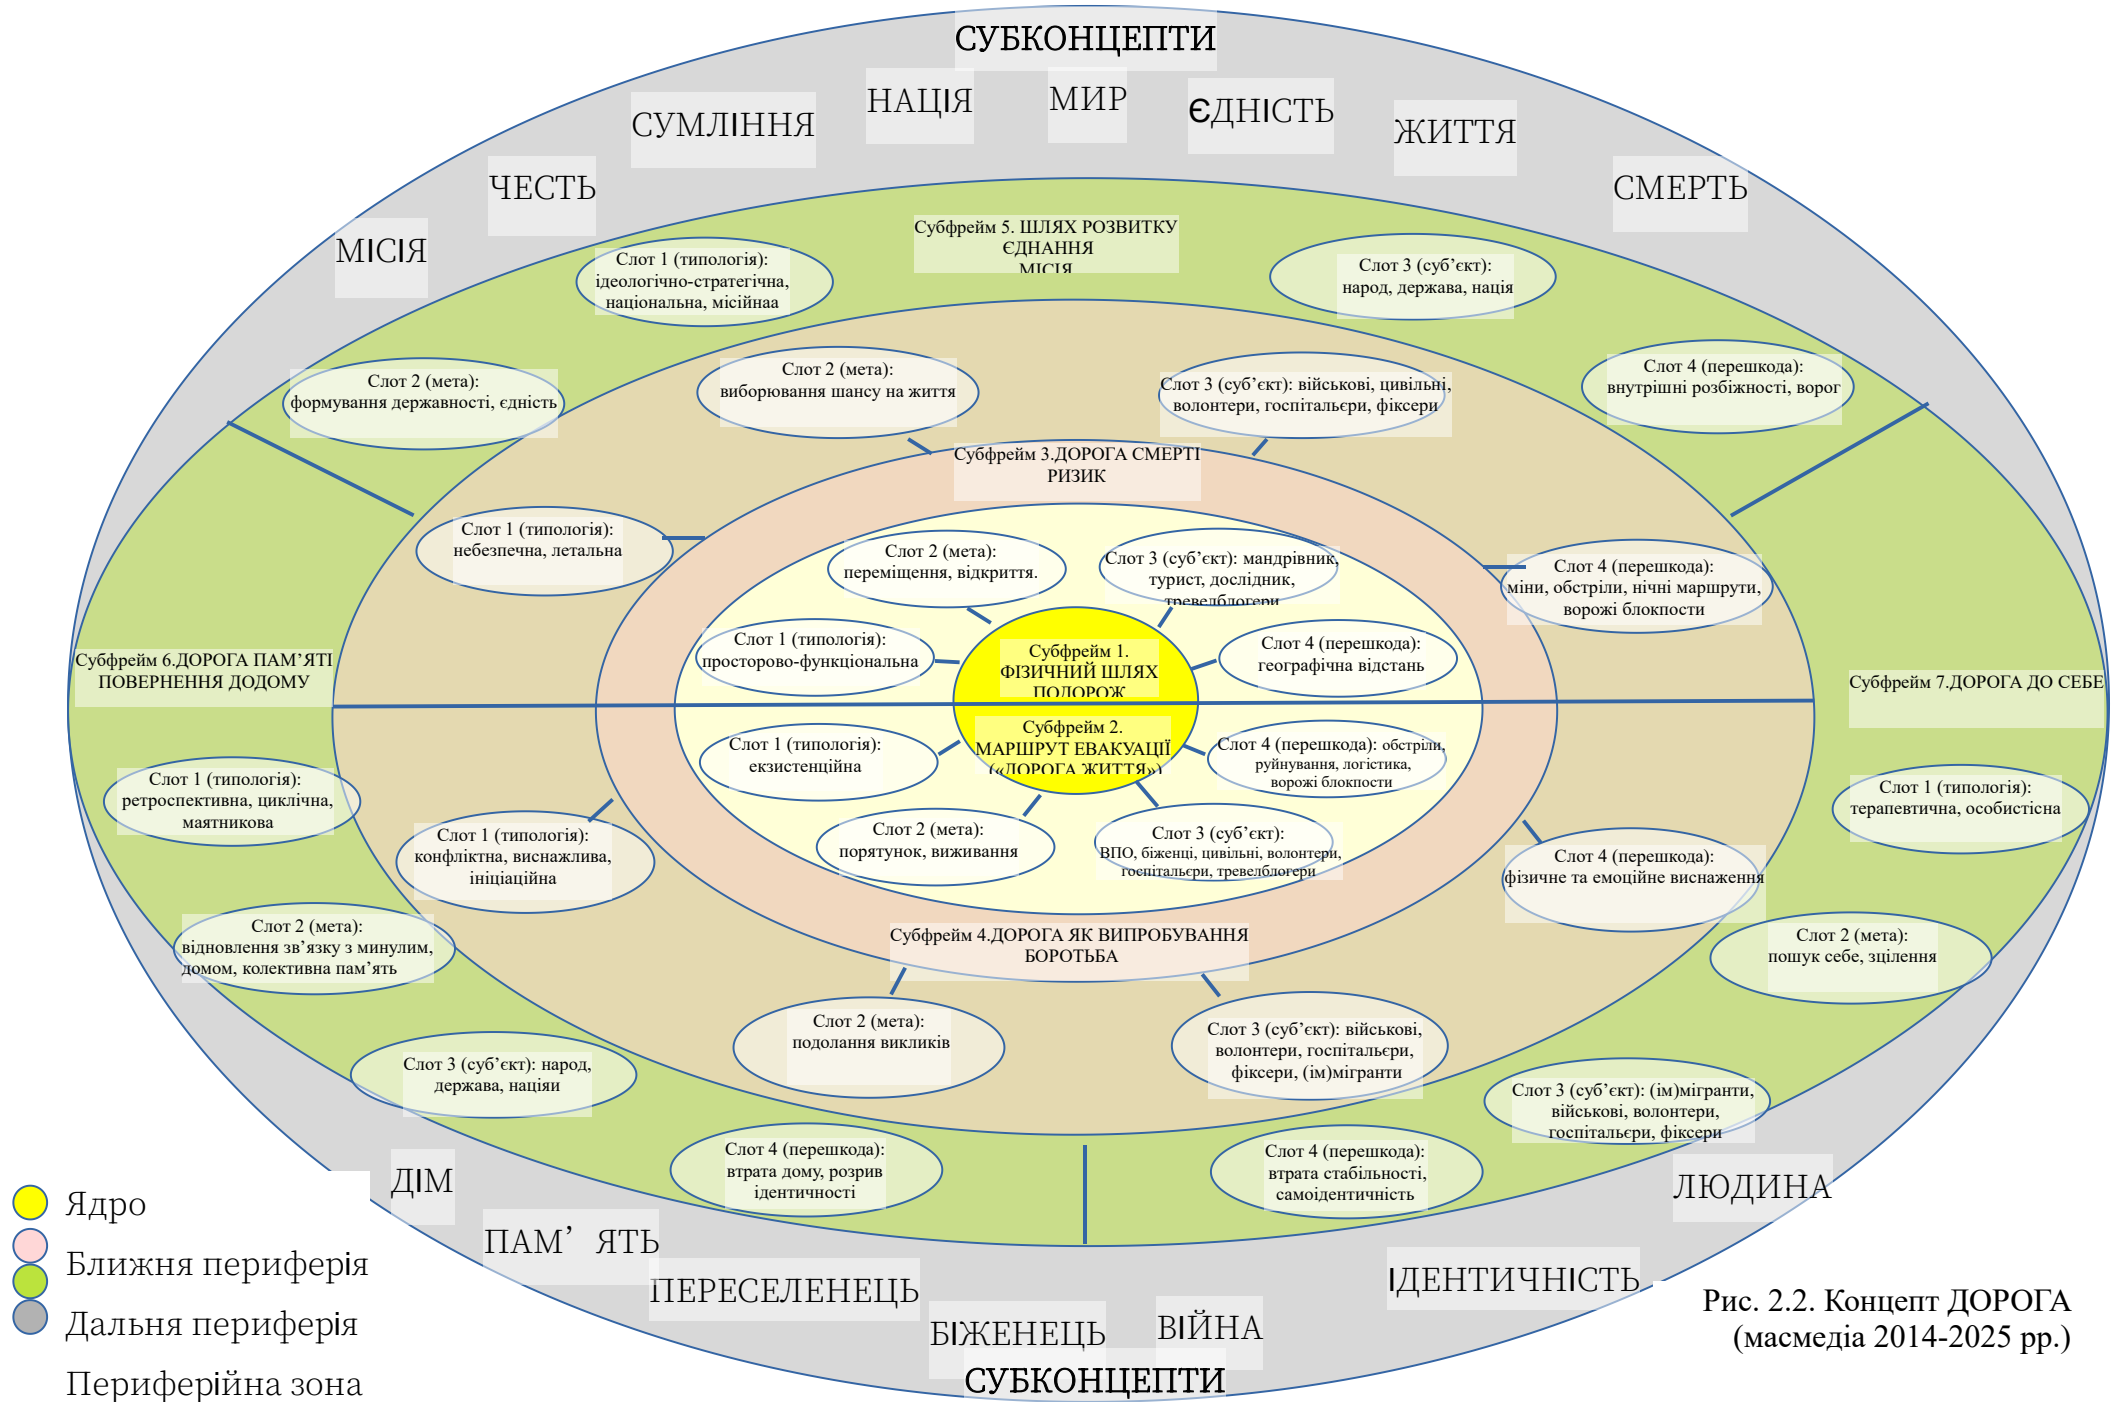 СУБКОНЦЕПТИ
МІСІЯ
ЧЕСТЬ
СУМЛІННЯ
НАЦІЯ
МИР
ЄДНІСТЬ
ЖИТТЯ
СМЕРТЬ
Субфрейм 5. ШЛЯХ РОЗВИТКУ
ЄДНАННЯ
МІСІЯ
Слот 1 (типологія):
ідеологічно-стратегічна,
національна, місійнаа
Слот 3 (суб’єкт):
народ, держава, нація
Слот 2 (мета):
формування державності, єдність
Слот 4 (перешкода):
внутрішні розбіжності, ворог
Слот 2 (мета):
виборювання шансу на життя
Слот 3 (суб’єкт): військові, цивільні,
волонтери, госпітальєри, фіксери
Субфрейм 3.ДОРОГА СМЕРТІ
РИЗИК
Слот 1 (типологія):
небезпечна, летальна
Слот 4 (перешкода):
міни, обстріли, нічні маршрути,
ворожі блокпости
Слот 2 (мета):
переміщення, відкриття.
Слот 3 (суб’єкт): мандрівник,
турист, дослідник,
тревелблогери
Слот 1 (типологія):
просторово-функціональна
Слот 4 (перешкода):
географічна відстань
Субфрейм 1.
ФІЗИЧНИЙ ШЛЯХ
ПОДОРОЖ
Субфрейм 6.ДОРОГА ПАМ’ЯТІ
ПОВЕРНЕННЯ ДОДОМУ
Субфрейм 7.ДОРОГА ДО СЕБЕ
Субфрейм 2.
МАРШРУТ ЕВАКУАЦІЇ
(«ДОРОГА ЖИТТЯ»)
Слот 1 (типологія):
екзистенційна
Слот 4 (перешкода): обстріли,
руйнування, логістика,
ворожі блокпости
Слот 2 (мета):
порятунок, виживання
Слот 3 (суб’єкт):
ВПО, біженці, цивільні, волонтери,
госпітальєри, тревелблогери
Слот 1 (типологія):
ретроспективна, циклічна,
маятникова
Слот 1 (типологія):
терапевтична, особистісна
Слот 1 (типологія):
конфліктна, виснажлива,
ініціаційна
Слот 4 (перешкода):
фізичне та емоційне виснаження
Субфрейм 4.ДОРОГА ЯК ВИПРОБУВАННЯ
БОРОТЬБА
Слот 2 (мета):
відновлення зв’язку з минулим,
домом, колективна пам’ять
Слот 2 (мета):
пошук себе, зцілення
Слот 2 (мета):
подолання викликів
Слот 3 (суб’єкт): військові,
волонтери, госпітальєри,
фіксери, (ім)мігранти
Слот 3 (суб’єкт): народ,
держава, націяи
Слот 3 (суб’єкт): (ім)мігранти,
військові, волонтери,
госпітальєри, фіксери
Слот 4 (перешкода):
втрата дому, розрив
ідентичності
Слот 4 (перешкода):
втрата стабільності,
самоідентичність
ДІМ
ПАМ’ ЯТЬ
ПЕРЕСЕЛЕНЕЦЬ
БІЖЕНЕЦЬ
ВІЙНА
ІДЕНТИЧНІСТЬ
ЛЮДИНА
СУБКОНЦЕПТИ
Ядро
Ближня периферія
Дальня периферія
Периферійна зона
Рис. 2.2. Концепт ДОРОГА
(масмедіа 2014-2025 рр.)